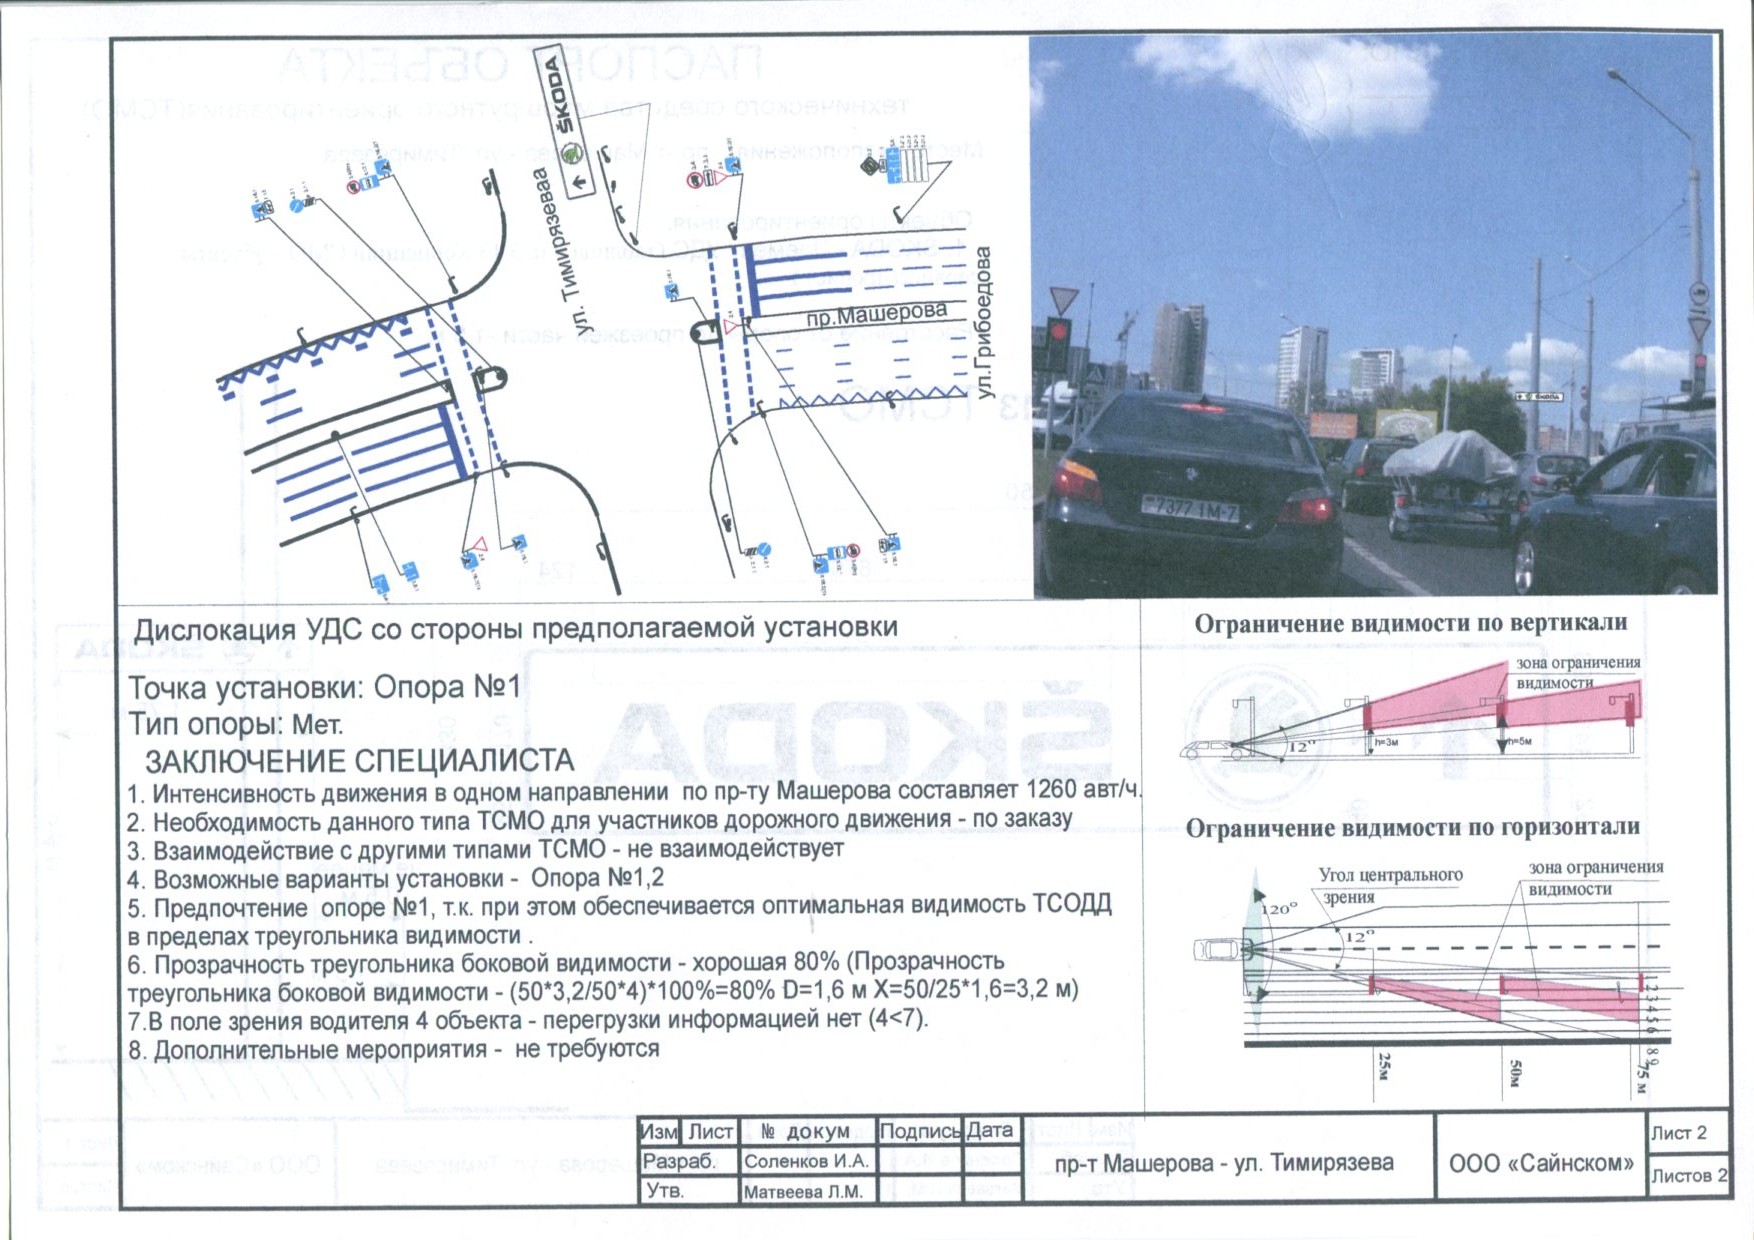 ŠKODA
ул. Тимирязеваа
пр.Машерова
ул.Грибоедова
ŠKODA
7377 IM-7
Дислокация УДС со стороны предполагаемой установки
Точка установки: Опора №1
Тип опоры: Мет.
ЗАКЛЮЧЕНИЕ СПЕЦИАЛИСТА
1. Интенсивность движения в одном направлении по пр-ту Машерова составляет 1260 авт/ч.
2. Необходимость данного типа ТСМО для участников дорожного движения - по заказу
3. Взаимодействие с другими типами ТСМО - не взаимодействует
4. Возможные варианты установки - Опора №1,2
5. Предпочтение опоре №1, т.к. при этом обеспечивается оптимальная видимость ТСОДД
в пределах треугольника видимости .
6. Прозрачность треугольника боковой видимости - хорошая 80% (Прозрачность
треугольника боковой видимости - (50*3,2/50*4)*100%=80% D=1,6 м X=50/25*1,6=3,2 м)
7.В поле зрения водителя 4 объекта - перегрузки информацией нет (4<7).
8. Дополнительные мероприятия - не требуются
Ограничение видимости по вертикали
зона ограничения
видимости
12°
h=3м
h=5м
Ограничение видимости по горизонтали
Угол центрального
зрения
зона ограничения
видимости
120°
12°
1 2 3 4 5 6
8 9
25м
50м
75 м
Изм Лист № докум Подпись Дата
Разраб. Соленков И.А.
Утв. Матвеева Л.М.
пр-т Машерова - ул. Тимирязева
ООО «Сайнском»
Лист 2
Листов 2